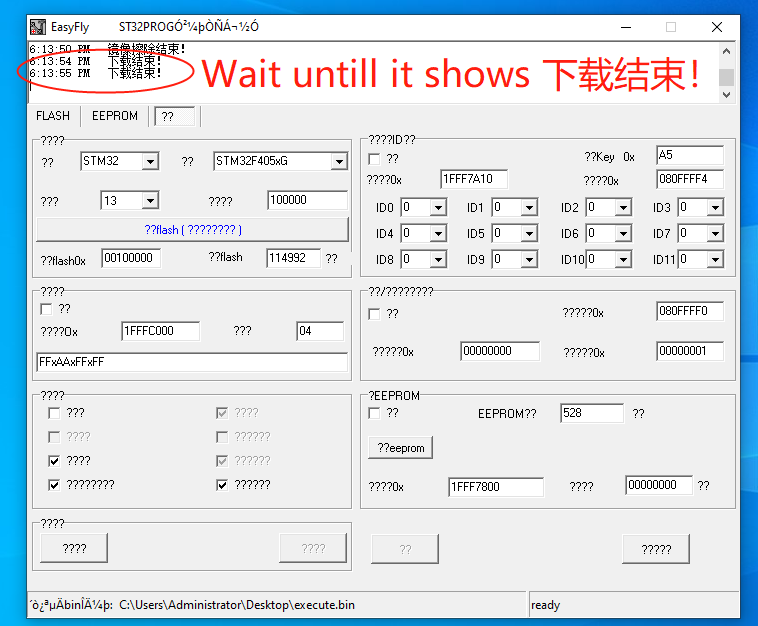 EasyFly ST32PROGÓ²¼þÒÑÁ¬½Ó
6:13:50 PM 镜像擦除结束!
6:13:54 PM 下载结束!
6:13:55 PM 下载结束!
Wait untill it shows 下载结束!
FLASH EEPROM ??
????
?? STM32 ?? STM32F405xG
??? 13 ???? 100000
??flash ( ???????? )
??flash0x 00100000 ??flash 114992 ??
????ID??
?? ??Key 0x A5
????0x 1FFF7A10 ????0x 080FFFF4
ID0 0 ID1 0 ID2 0 ID3 0
ID4 0 ID5 0 ID6 0 ID7 0
ID8 0 ID9 0 ID10 0 ID11 0
????
??
????0x 1FFFC000 ??? 04
FFxAAxFFxFF
??/????????
?? ?????0x 080FFFF0
?????0x 00000000 ?????0x 00000001
????
??? ????
???? ??????
???? ??????
???????? ??????
?EEPROM
?? EEPROM?? 528 ??
??eeprom
????0x 1FFF7800 ???? 00000000 ??
????
???? ???? ?? ?????
´ò¿ªµÄbinÎÄ¼þ: C:\Users\Administrator\Desktop\execute.bin ready